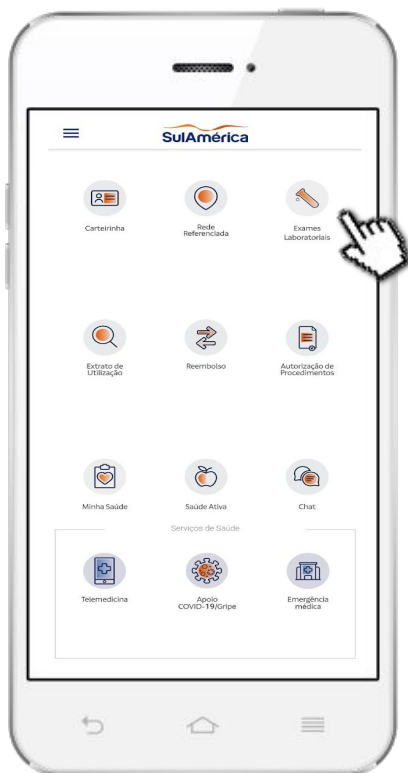 SulAmérica
Carteirinha
Rede
Referenciada
Exames
Laboratoriais
Extrato de
Utilização
Reembolso
Autorização de
Procedimentos
Minha Saúde
Saúde Ativa
Chat
Serviços de Saúde
Telemedicina
Apoio
COVID-19/Gripe
Emergência
médica